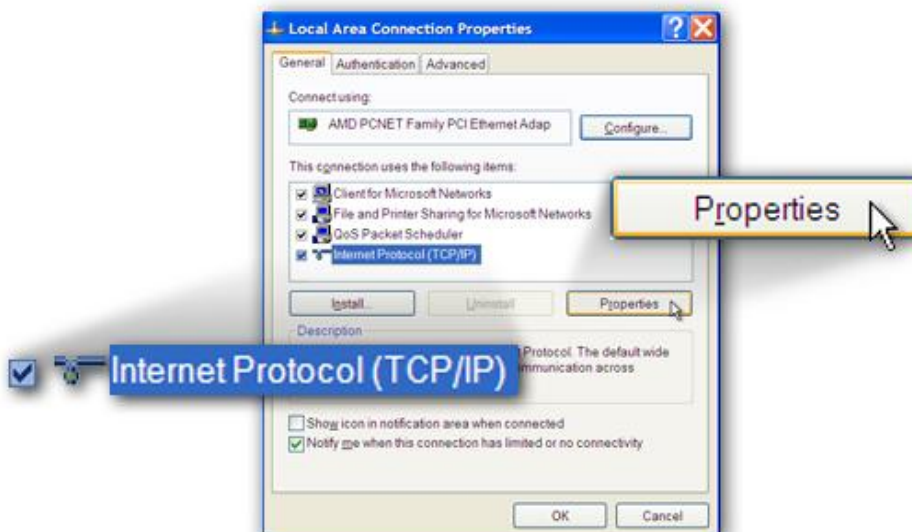 Local Area Connection Properties
General Authentication Advanced
Connect using:
AMD PCNET Family PCI Ethernet Adap Configure...
This connection uses the following items:
Client for Microsoft Networks
File and Printer Sharing for Microsoft Networks
QoS Packet Scheduler
Internet Protocol (TCP/IP)
Properties
Install... Uninstall Properties
Description
Protocol. The default wide
communication across
Internet Protocol (TCP/IP)
Show icon in notification area when connected
Notify me when this connection has limited or no connectivity
OK Cancel